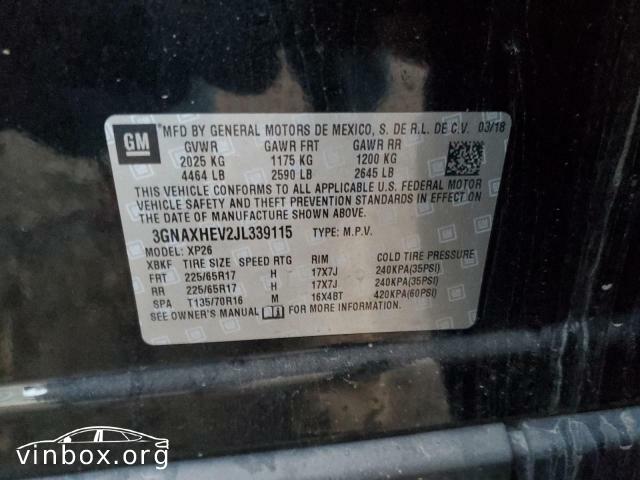 GM
MFD BY GENERAL MOTORS DE MEXICO, S. DE R.L. DE C.V. 03/18
GVWR GAWR FRT GAWR RR
2025 KG 1175 KG 1200 KG
4464 LB 2590 LB 2645 LB
THIS VEHICLE CONFORMS TO ALL APPLICABLE U.S. FEDERAL MOTOR
VEHICLE SAFETY, BUMPER, AND THEFT PREVENTION STANDARDS IN EFFECT ON
THE DATE OF MANUFACTURE SHOWN ABOVE.
3GNAXHEV2JL339115 TYPE: M.P.V.
MODEL: XP26
XBKF TIRE SIZE SPEED RTG RIM COLD TIRE PRESSURE
FRT 225/65R17 H 17X7J 240KPA(35PSI)
RR 225/65R17 H 17X7J 240KPA(35PSI)
SPA T135/70R16 M 16X4BT 420KPA(60PSI)
SEE OWNER'S MANUAL FOR MORE INFORMATION.
vinbox.org